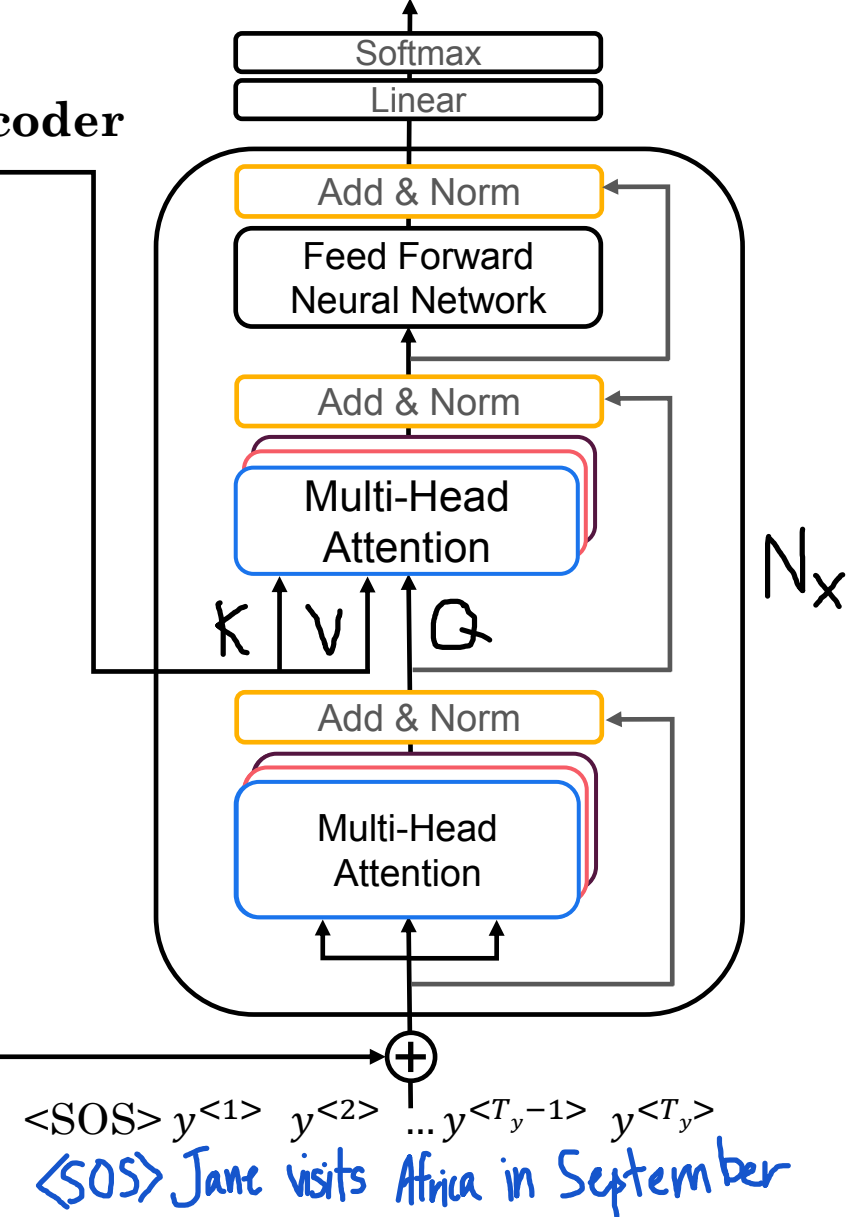 Softmax
Linear
coder
Add & Norm
Feed Forward
Neural Network
Add & Norm
Multi-Head
Attention
N x
K V Q
Add & Norm
Multi-Head
Attention
+
<SOS> y<1> y<2> ... y<Ty−1> y<Ty>
<SOS> Jane visits Africa in September